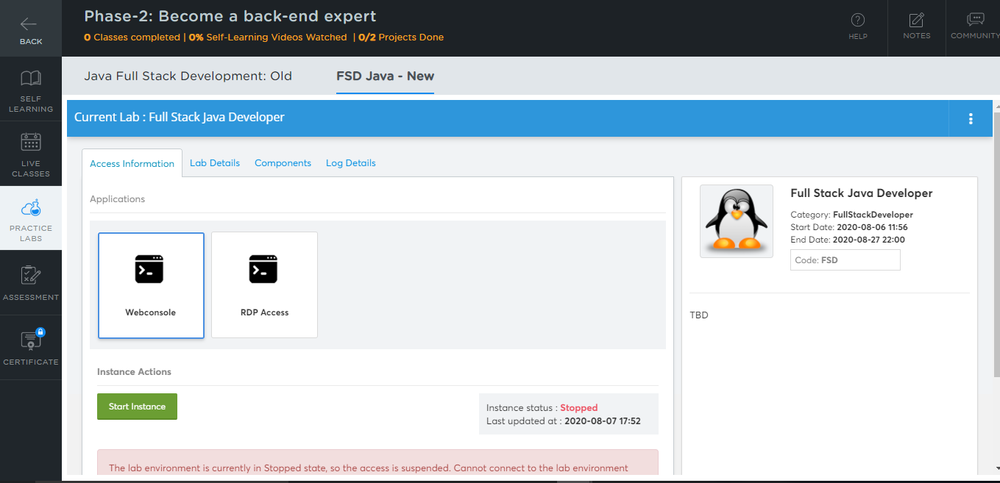 Phase-2: Become a back-end expert
0 Classes completed | 0% Self-Learning Videos Watched | 0/2 Projects Done
BACK
HELP
NOTES
COMMUNITY
Java Full Stack Development: Old
FSD Java - New
SELF
LEARNING
LIVE
CLASSES
PRACTICE
LABS
ASSESSMENT
CERTIFICATE
Current Lab : Full Stack Java Developer
Access Information
Lab Details
Components
Log Details
Applications
Webconsole
RDP Access
Instance Actions
Start Instance
Instance status : Stopped
Last updated at : 2020-08-07 17:52
The lab environment is currently in Stopped state, so the access is suspended. Cannot connect to the lab environment
Full Stack Java Developer
Category: FullStackDeveloper
Start Date: 2020-08-06 11:56
End Date: 2020-08-27 22:00
Code: FSD
TBD